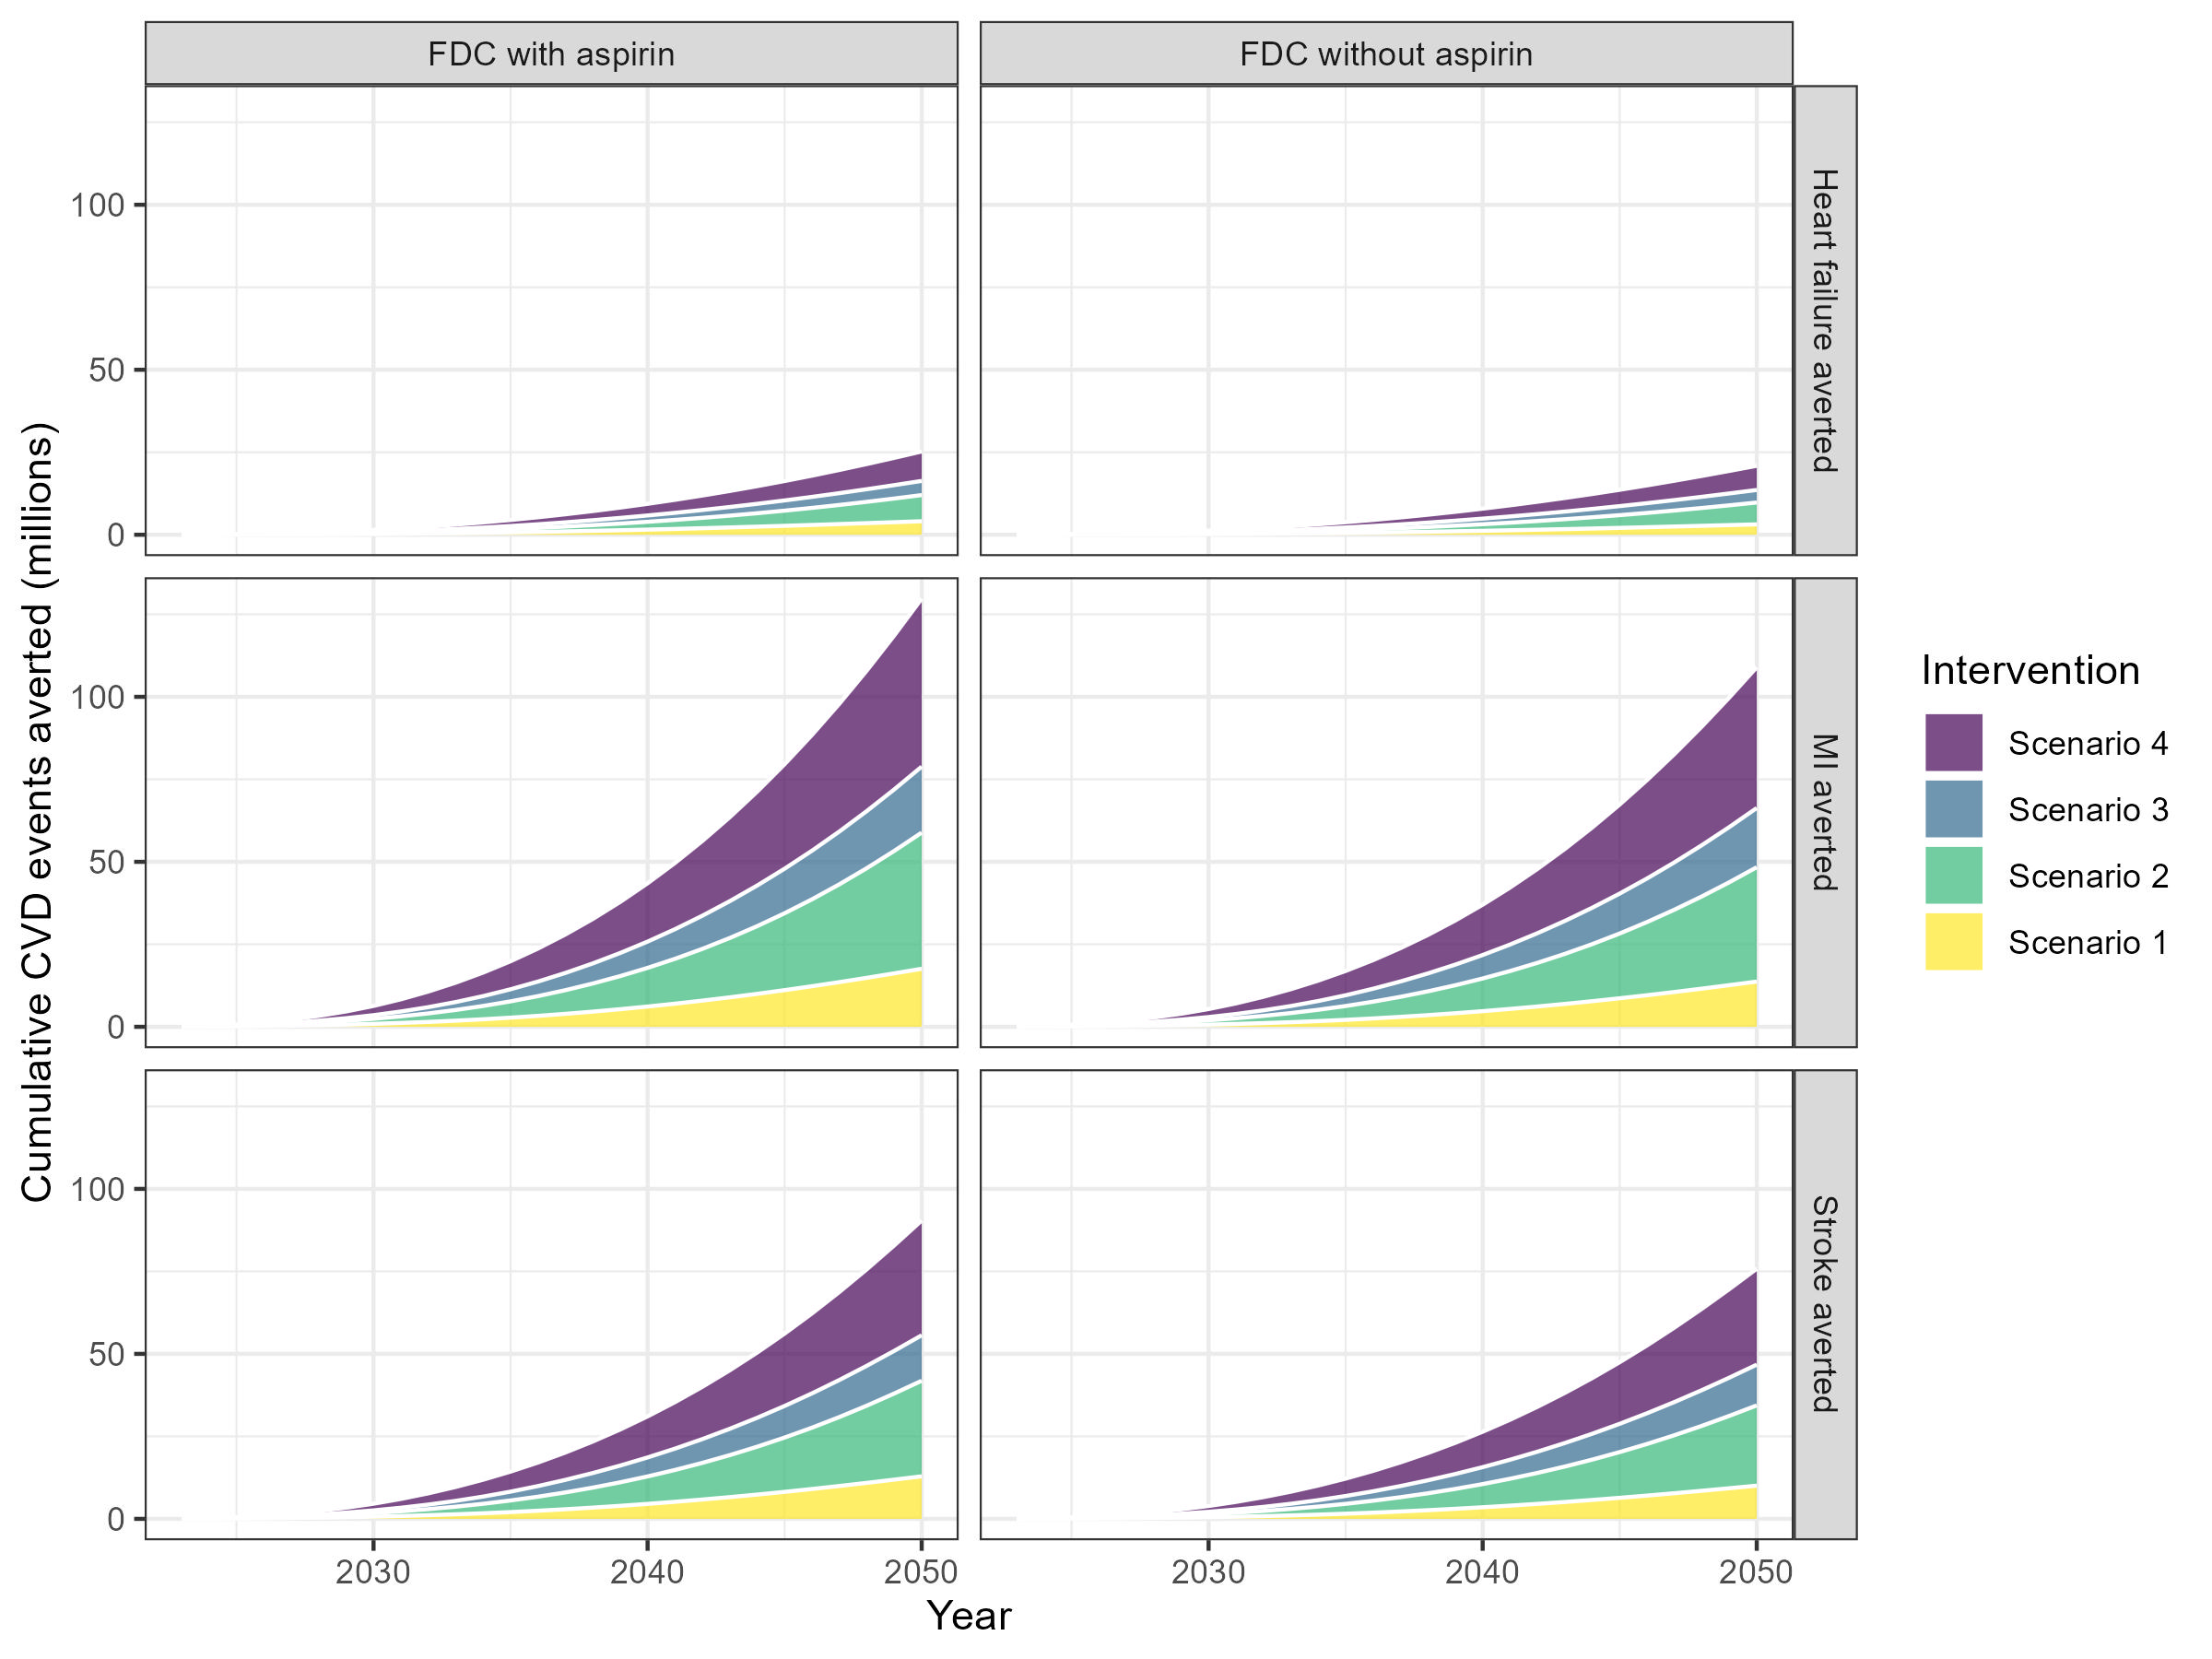 FDC with aspirin
FDC without aspirin
Cumulative CVD events averted (millions)
100
50
0
Heart failure averted
100
50
0
MI averted
100
50
0
Stroke averted
2030
2040
2050
2030
2040
2050
Year
Intervention
Scenario 4
Scenario 3
Scenario 2
Scenario 1